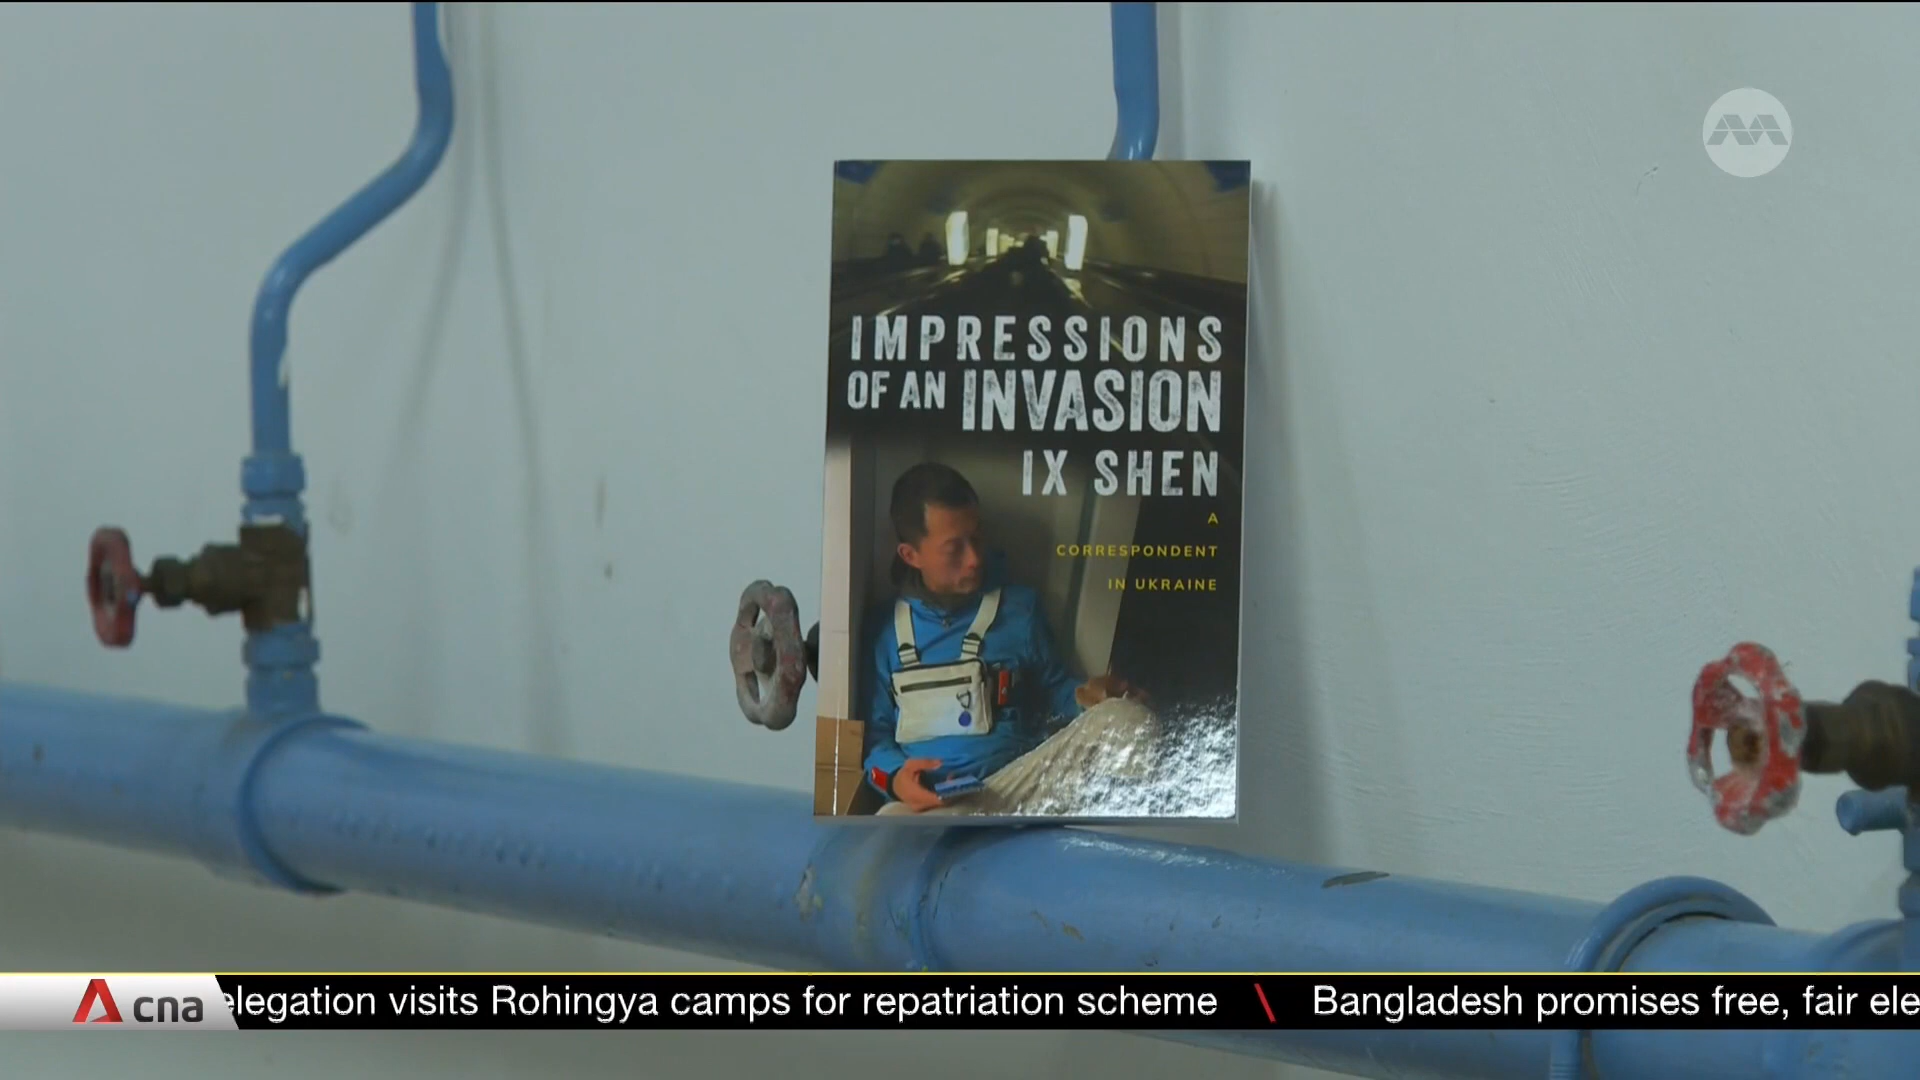 IMPRESSIONS
OF AN INVASION
IX SHEN
A
CORRESPONDENT
IN UKRAINE
cna
elegation visits Rohingya camps for repatriation scheme \ Bangladesh promises free, fair ele